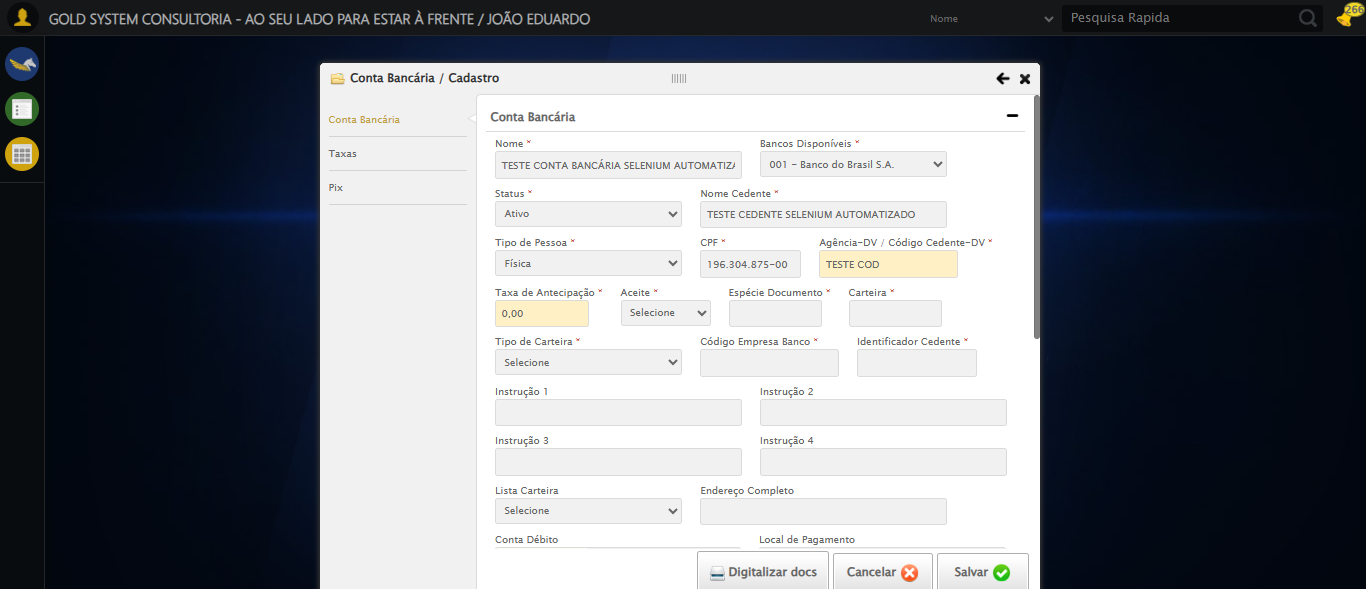 GOLD SYSTEM CONSULTORIA - AO SEU LADO PARA ESTAR À FRENTE / JOÃO EDUARDO
Nome
Pesquisa Rapida
266
Conta Bancária / Cadastro
Conta Bancária
Taxas
Pix
Conta Bancária
Nome *
Bancos Disponíveis *
TESTE CONTA BANCÁRIA SELENIUM AUTOMATIZA
001 - Banco do Brasil S.A.
Status *
Nome Cedente *
Ativo
TESTE CEDENTE SELENIUM AUTOMATIZADO
Tipo de Pessoa *
CPF *
Agência-DV / Código Cedente-DV *
Física
196.304.875-00
TESTE COD
Taxa de Antecipação *
Aceite *
Espécie Documento *
Carteira *
0,00
Selecione
Tipo de Carteira *
Código Empresa Banco *
Identificador Cedente *
Selecione
Instrução 1
Instrução 2
Instrução 3
Instrução 4
Lista Carteira
Endereço Completo
Selecione
Conta Débito
Local de Pagamento
Digitalizar docs
Cancelar
Salvar